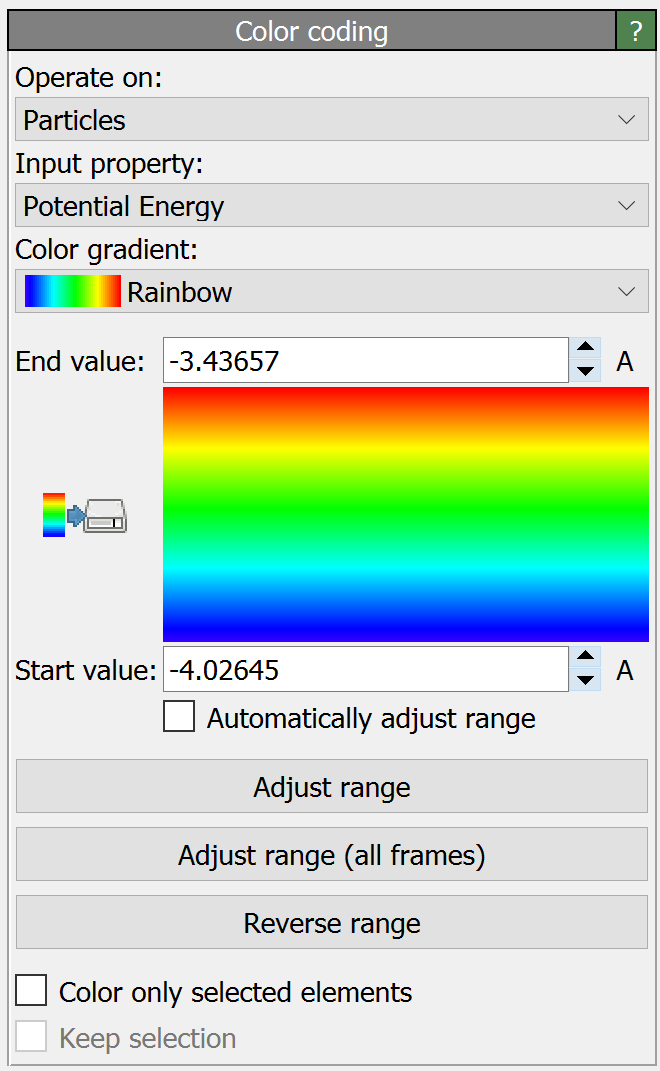 Color coding ?
Operate on:
Particles
Input property:
Potential Energy
Color gradient:
Rainbow
End value: -3.43657 A
Start value: -4.02645 A
Automatically adjust range
Adjust range
Adjust range (all frames)
Reverse range
Color only selected elements
Keep selection